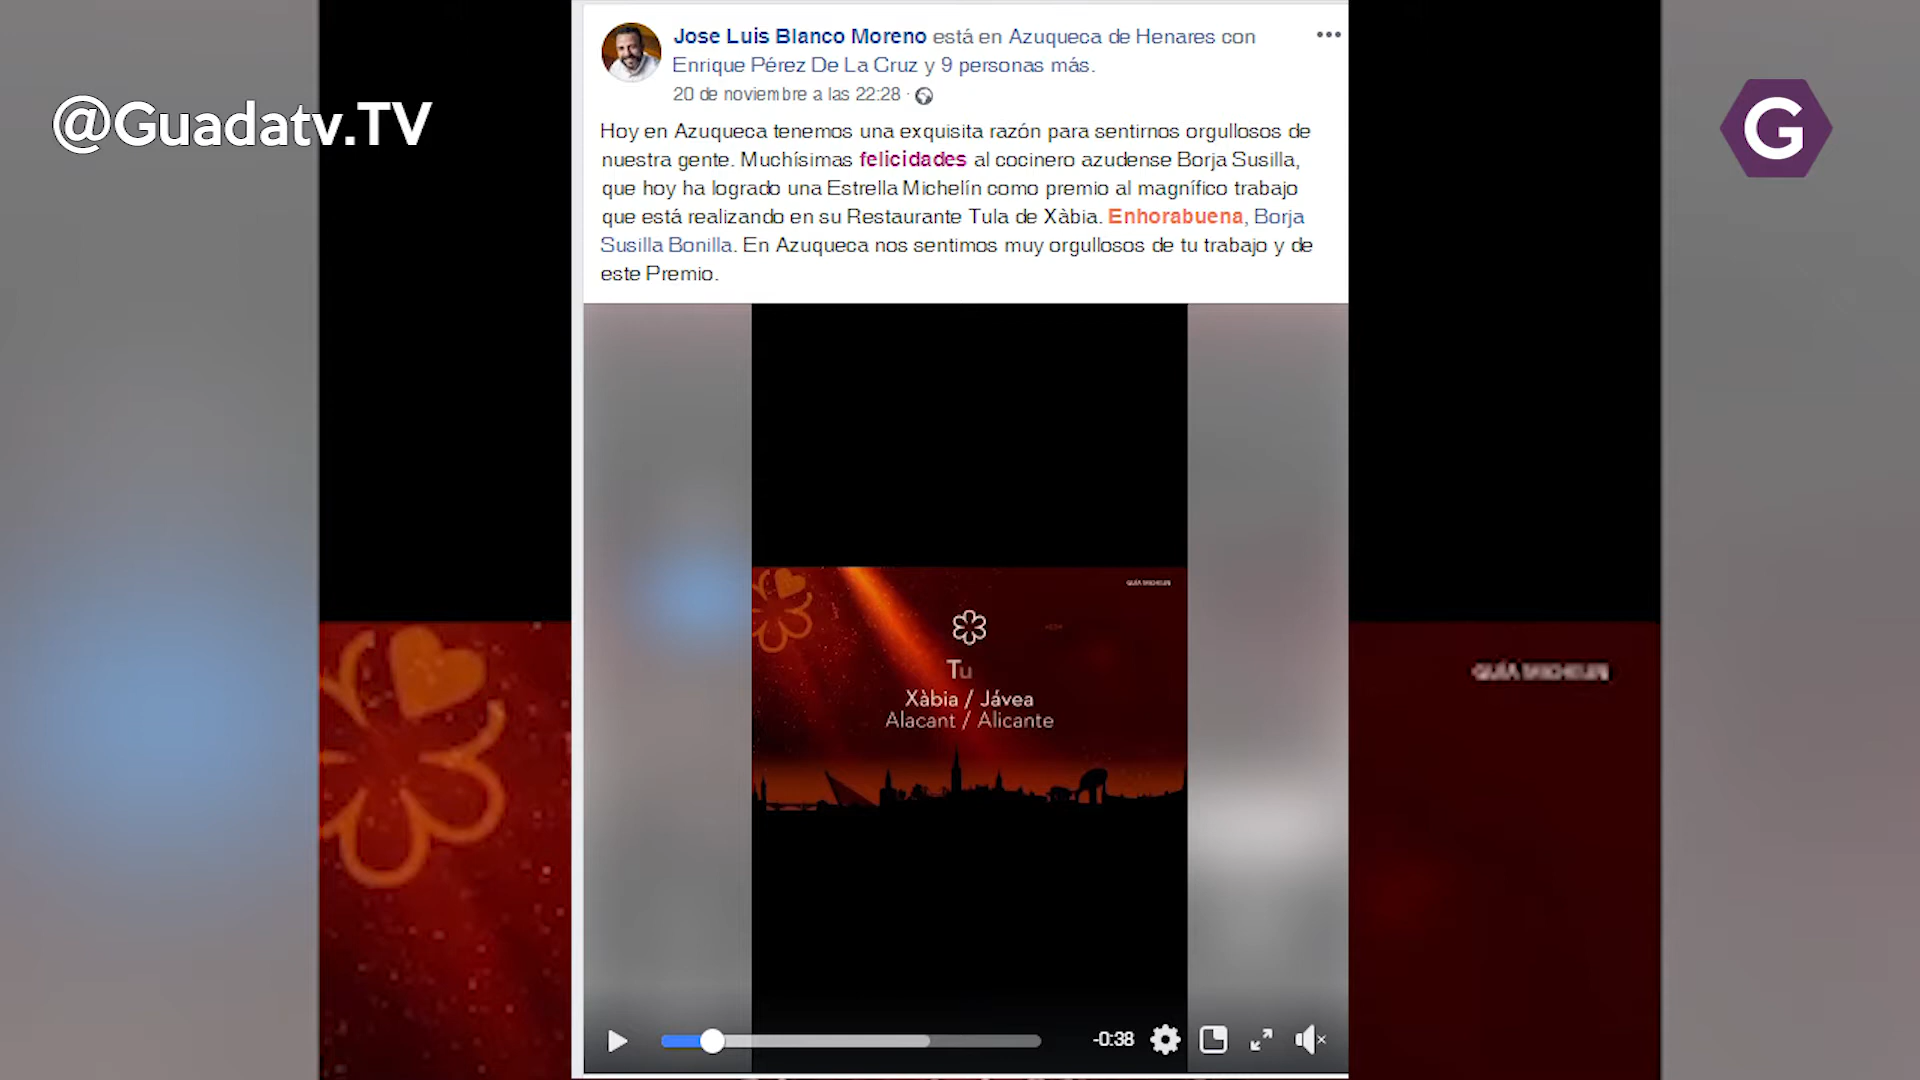 @Guadatv.TV
G
Jose Luis Blanco Moreno está en Azuqueca de Henares con
Enrique Pérez De La Cruz y 9 personas más.
20 de noviembre a las 22:28 ·
Hoy en Azuqueca tenemos una exquisita razón para sentirnos orgullosos de
nuestra gente. Muchísimas felicidades al cocinero azudense Borja Susilla,
que hoy ha logrado una Estrella Michelín como premio al magnífico trabajo
que está realizando en su Restaurante Tula de Xàbia. Enhorabuena, Borja
Susilla Bonilla. En Azuqueca nos sentimos muy orgullosos de tu trabajo y de
este Premio.
GUÍA MICHELIN
Tu
Xàbia / Jávea
Alacant / Alicante
GUÍA MICHELIN
-0:38